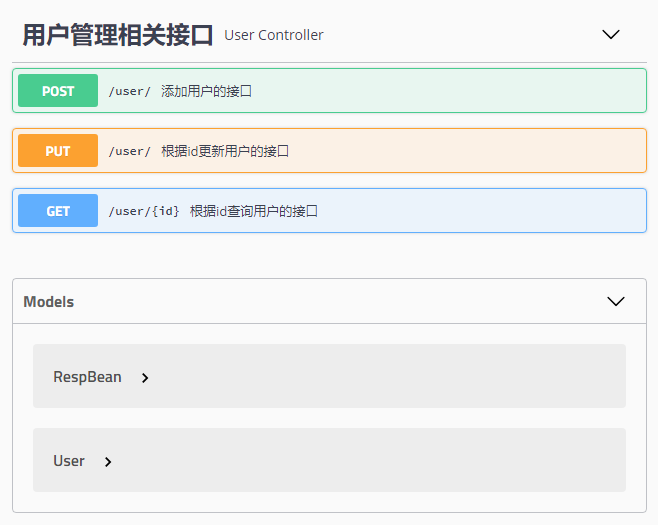 用户管理相关接口 User Controller
POST /user/ 添加用户的接口
PUT /user/ 根据id更新用户的接口
GET /user/{id} 根据id查询用户的接口
Models
RespBean
User